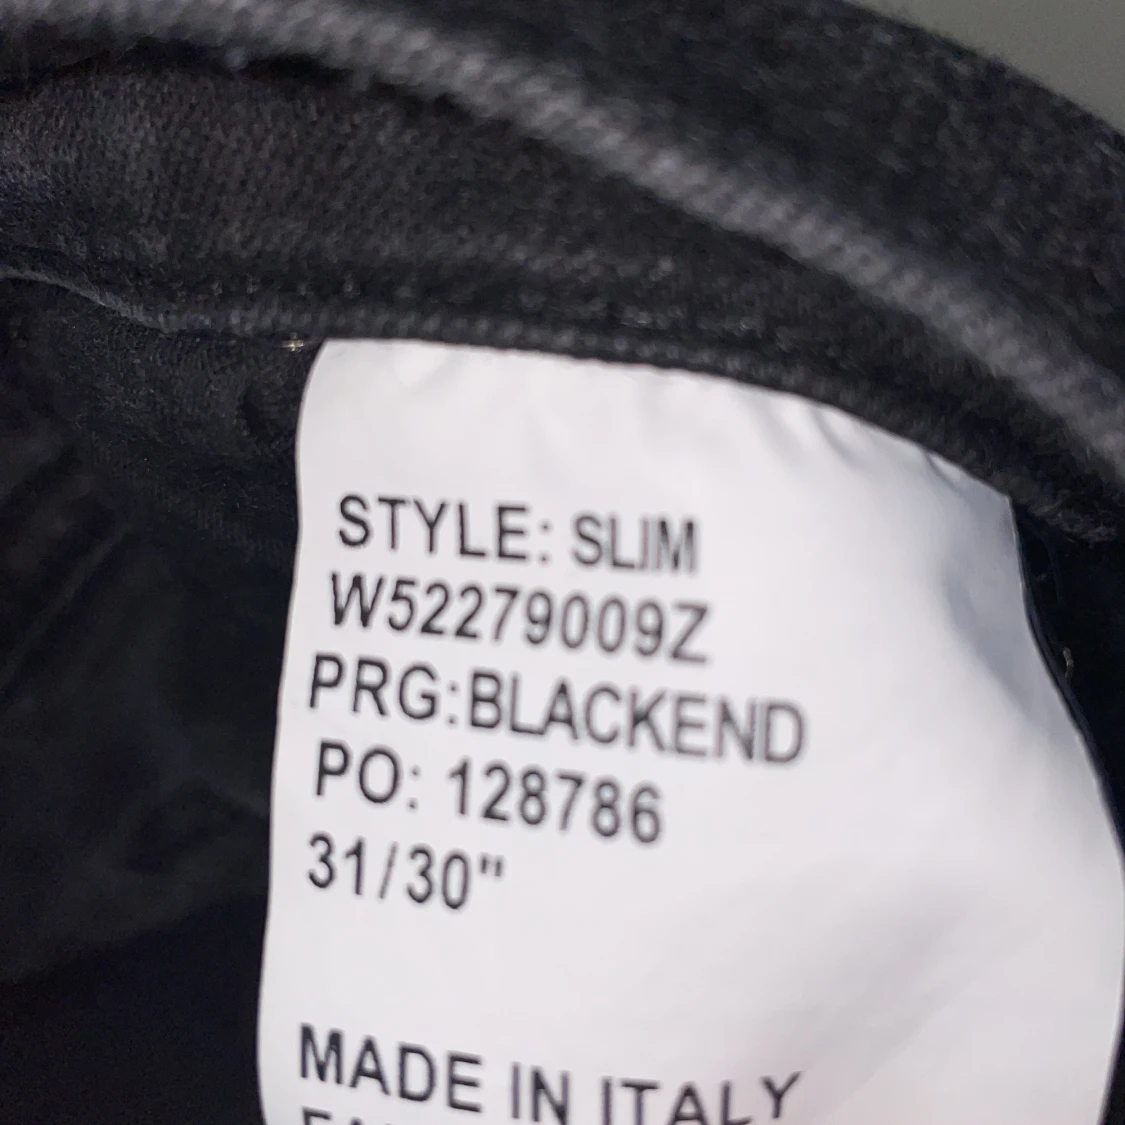 STYLE: SLIM
W52279009Z
PRG:BLACKEND
PO: 128786
31/30"
MADE IN ITALY